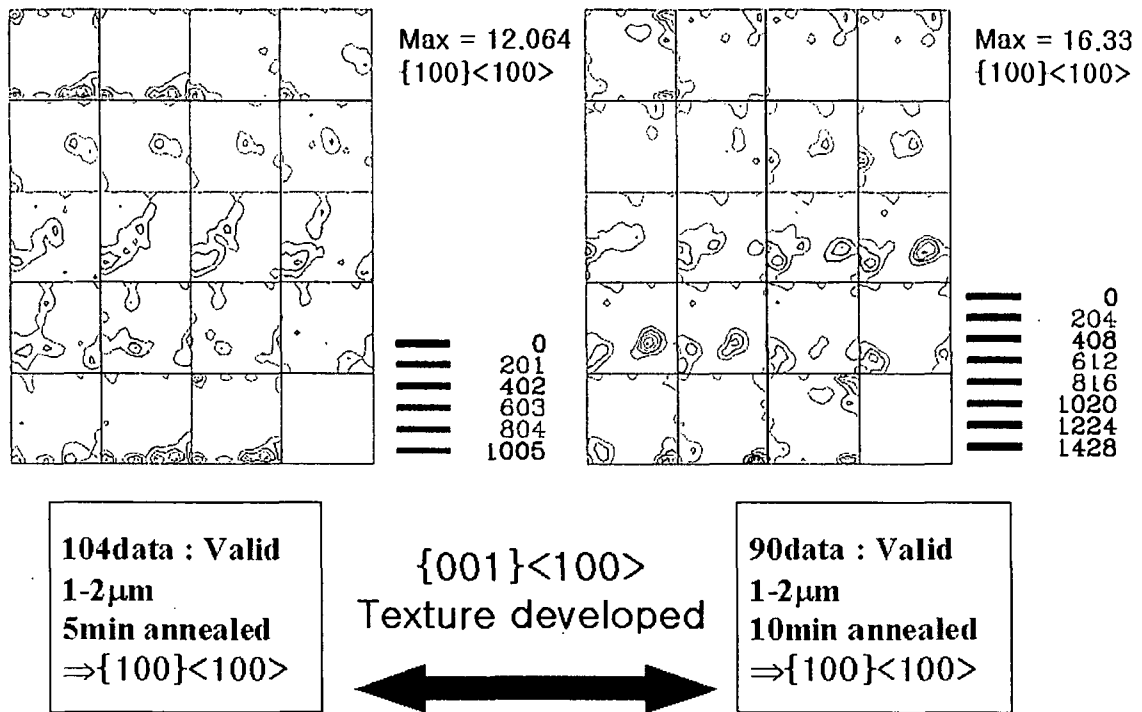 Max = 12.064
{100}<100>
0
201
402
603
804
1005
Max = 16.33
{100}<100>
0
204
408
612
816
1020
1224
1428
104data : Valid
1-2μm
5min annealed
⇒{100}<100>
{001}<100>
Texture developed
90data : Valid
1-2μm
10min annealed
⇒{100}<100>